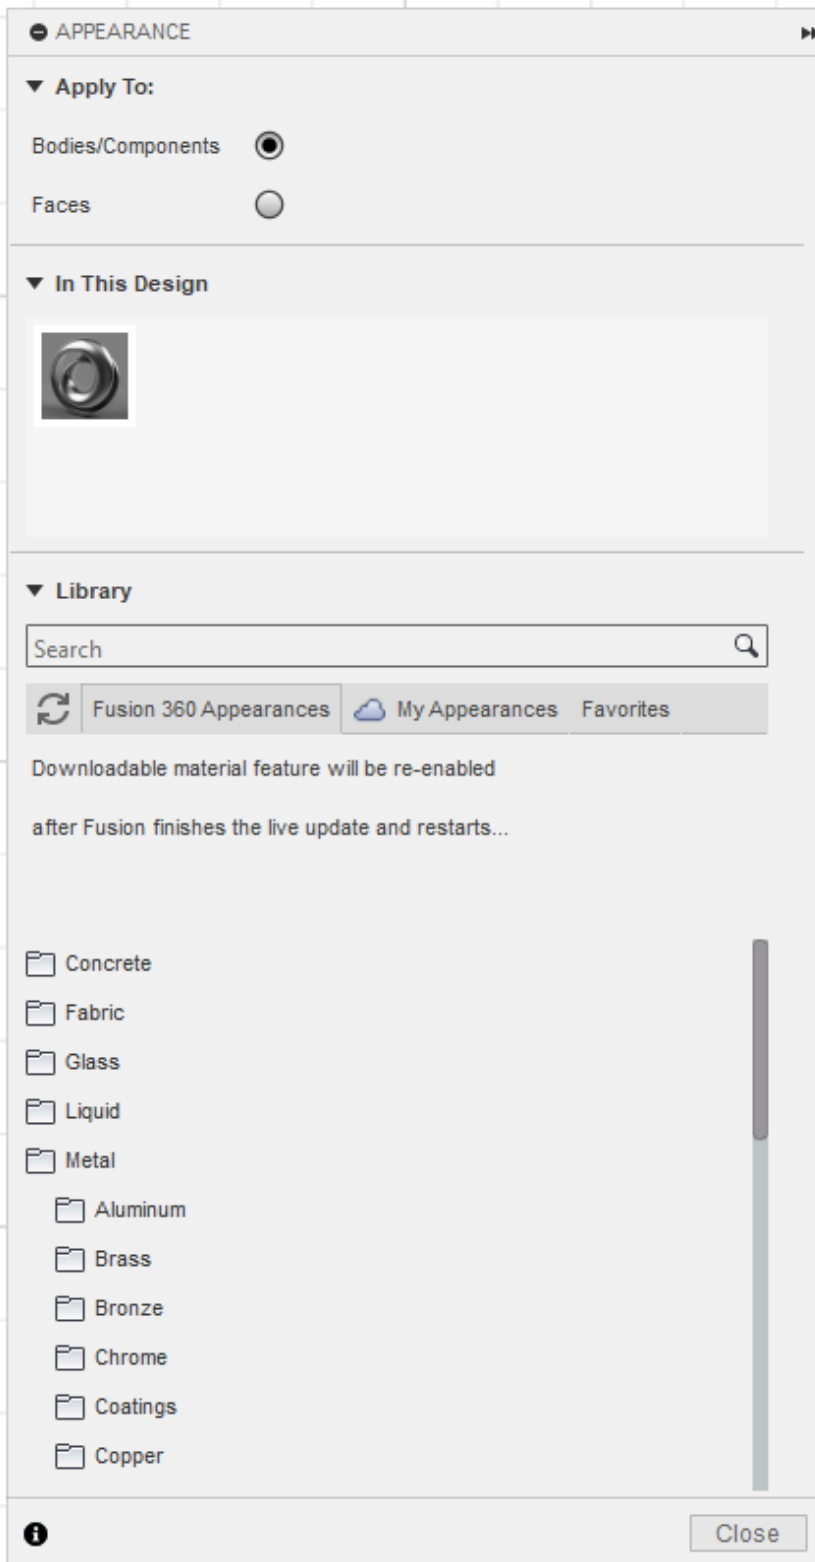 APPEARANCE
Apply To:
Bodies/Components
Faces
In This Design
Library
Search
Fusion 360 Appearances My Appearances Favorites
Downloadable material feature will be re-enabled
after Fusion finishes the live update and restarts...
Concrete
Fabric
Glass
Liquid
Metal
Aluminum
Brass
Bronze
Chrome
Coatings
Copper
Close